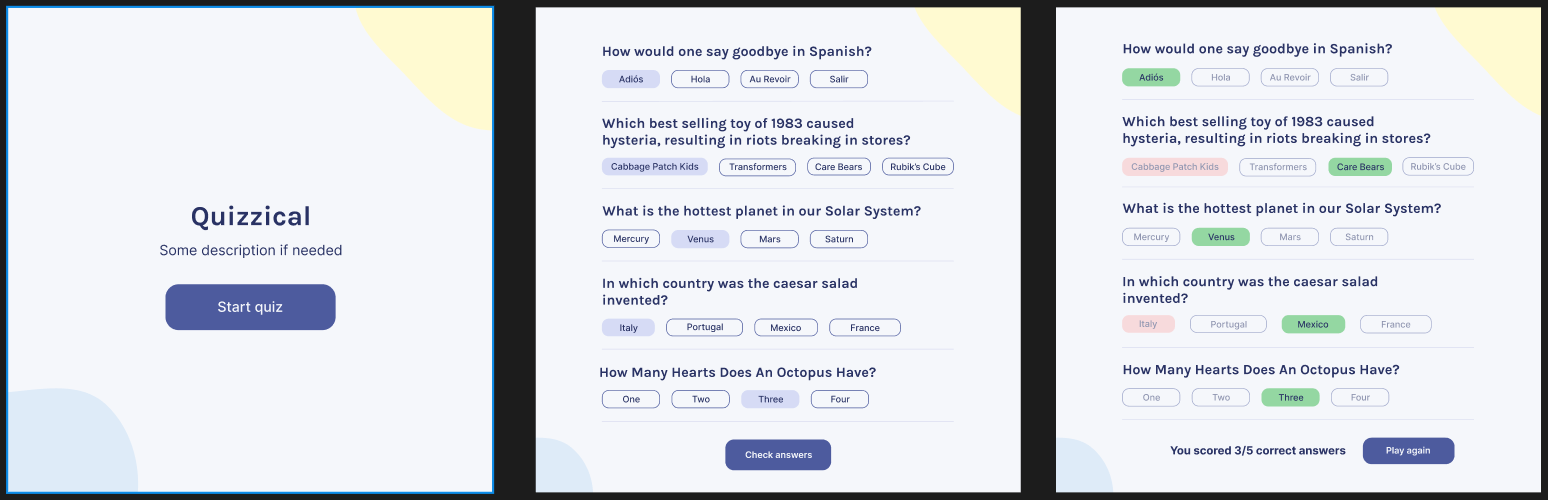 Quizzical
Some description if needed
Start quiz
How would one say goodbye in Spanish?
Adiós Hola Au Revoir Salir
Which best selling toy of 1983 caused
hysteria, resulting in riots breaking in stores?
Cabbage Patch Kids Transformers Care Bears Rubik's Cube
What is the hottest planet in our Solar System?
Mercury Venus Mars Saturn
In which country was the caesar salad
invented?
Italy Portugal Mexico France
How Many Hearts Does An Octopus Have?
One Two Three Four
Check answers
How would one say goodbye in Spanish?
Adiós Hola Au Revoir Salir
Which best selling toy of 1983 caused
hysteria, resulting in riots breaking in stores?
Cabbage Patch Kids Transformers Care Bears Rubik's Cube
What is the hottest planet in our Solar System?
Mercury Venus Mars Saturn
In which country was the caesar salad
invented?
Italy Portugal Mexico France
How Many Hearts Does An Octopus Have?
One Two Three Four
You scored 3/5 correct answers Play again